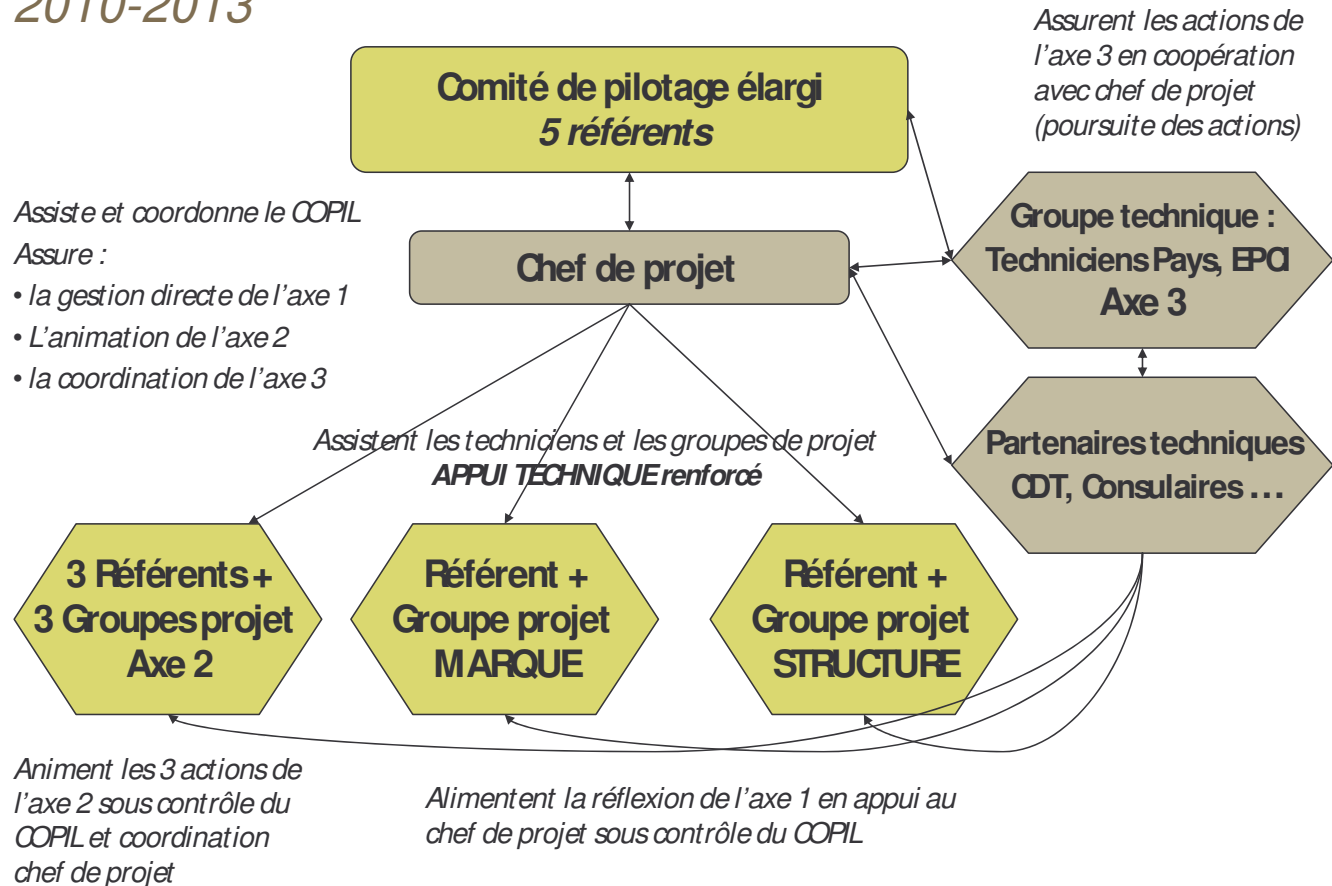 2010-2013
Assurent les actions de
l'axe 3 en coopération
avec chef de projet
(poursuite des actions)
Comité de pilotage élargi
5 référents
Assiste et coordonne le COPIL
Assure :
• la gestion directe de l'axe 1
• L'animation de l'axe 2
• la coordination de l'axe 3
Chef de projet
Groupe technique :
Techniciens Pays, EPCI
Axe 3
Assistent les techniciens et les groupes de projet
APPUI TECHNIQUE renforcé
Partenaires techniques
CDT, Consulaires …
3 Référents +
3 Groupes projet
Axe 2
Référent +
Groupe projet
MARQUE
Référent +
Groupe projet
STRUCTURE
Animent les 3 actions de
l'axe 2 sous contrôle du
COPIL et coordination
chef de projet
Alimentent la réflexion de l'axe 1 en appui au
chef de projet sous contrôle du COPIL